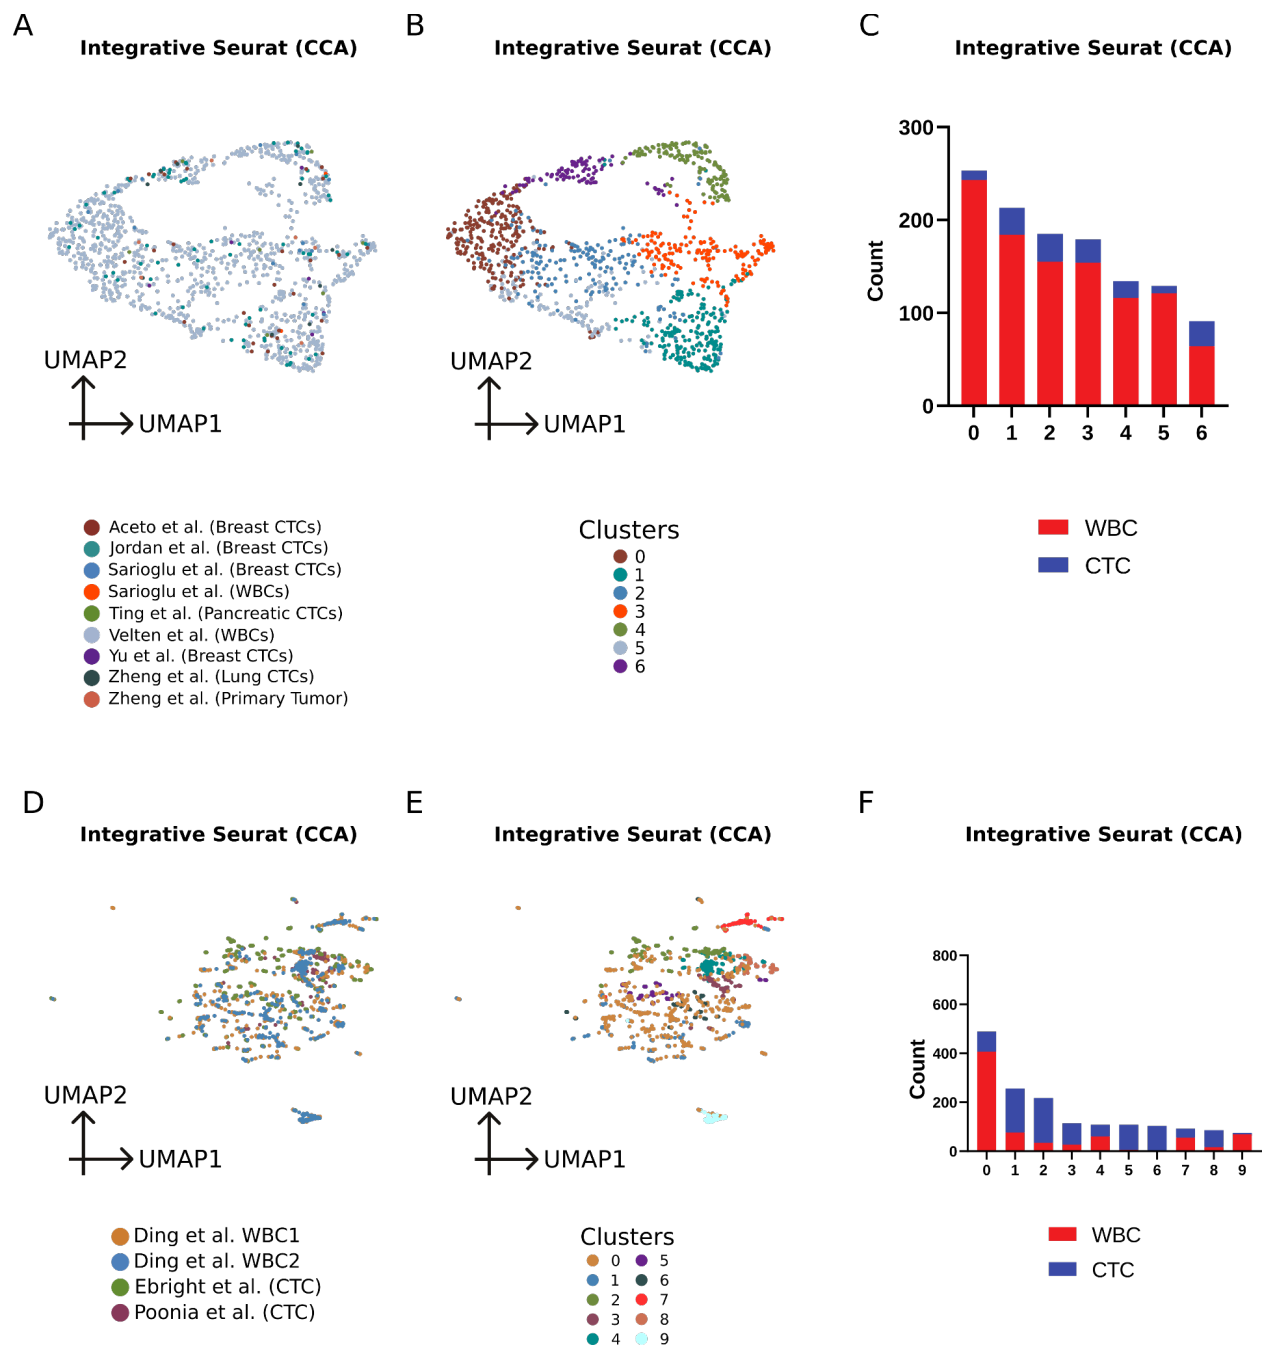 A
B
C
Integrative Seurat (CCA)
Integrative Seurat (CCA)
Integrative Seurat (CCA)
UMAP2
UMAP1
UMAP2
UMAP1
300
200
100
0
Count
0 1 2 3 4 5 6
Aceto et al. (Breast CTCs)
Jordan et al. (Breast CTCs)
Sarioglu et al. (Breast CTCs)
Sarioglu et al. (WBCs)
Ting et al. (Pancreatic CTCs)
Velten et al. (WBCs)
Yu et al. (Breast CTCs)
Zheng et al. (Lung CTCs)
Zheng et al. (Primary Tumor)
Clusters
0
1
2
3
4
5
6
WBC
CTC
D
E
F
Integrative Seurat (CCA)
Integrative Seurat (CCA)
Integrative Seurat (CCA)
UMAP2
UMAP1
UMAP2
UMAP1
800
600
400
200
0
Count
0 1 2 3 4 5 6 7 8 9
Ding et al. WBC1
Ding et al. WBC2
Ebright et al. (CTC)
Poonia et al. (CTC)
Clusters
0 5
1 6
2 7
3 8
4 9
WBC
CTC